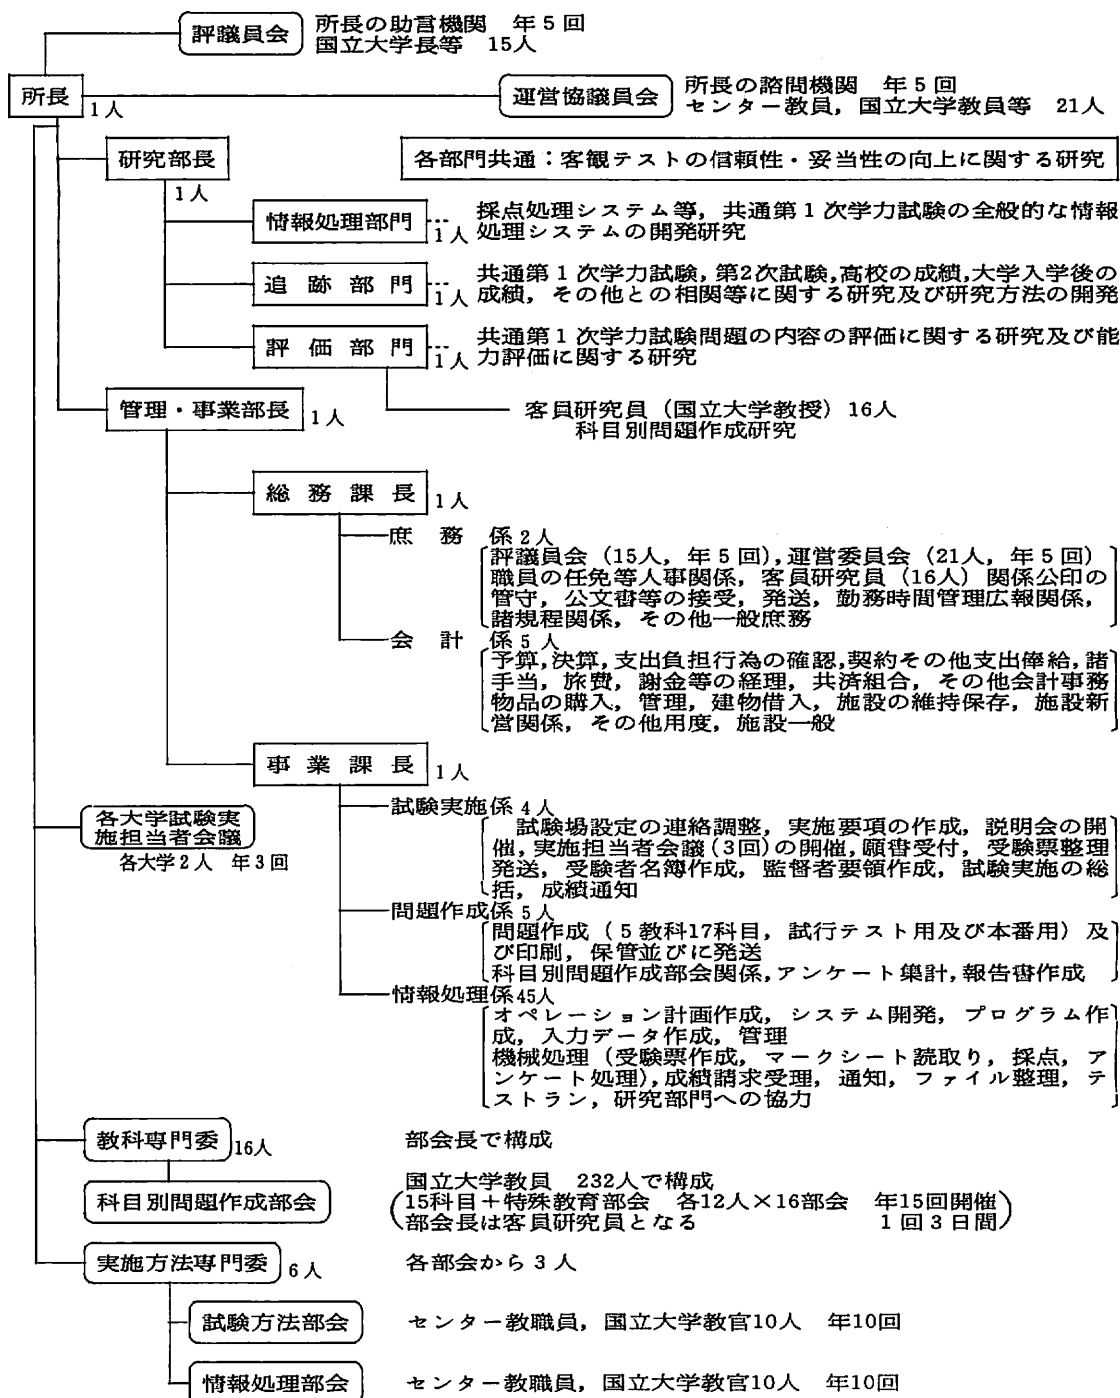 評議員会 所長の助言機関 年5回
国立大学長等 15人
所長 1人
運営協議員会 所長の諮問機関 年5回
センター教員，国立大学教員等 21人
研究部長 1人
各部門共通：客観テストの信頼性・妥当性の向上に関する研究
情報処理部門 1人 採点処理システム等，共通第1次学力試験の全般的な情報
処理システムの開発研究
追跡部門 1人 共通第1次学力試験，第2次試験，高校の成績，大学入学後の
成績，その他との相関等に関する研究及び研究方法の開発
評価部門 1人 共通第1次学力試験問題の内容の評価に関する研究及び能
力評価に関する研究
管理・事業部長 1人
客員研究員（国立大学教授）16人
科目別問題作成研究
総務課長 1人
庶務係2人
評議員会（15人，年5回），運営委員会（21人，年5回）
職員の任免等人事関係，客員研究員（16人）関係公印の
管守，公文書等の接受，発送，勤務時間管理広報関係，
諸規程関係，その他一般庶務
会計係5人
予算，決算，支出負担行為の確認，契約その他支出俸給，諸
手当，旅費，謝金等の経理，共済組合，その他会計事務
物品の購入，管理，建物借入，施設の維持保存，施設新
営関係，その他用度，施設一般
事業課長 1人
試験実施係4人
試験場設定の連絡調整，実施要項の作成，説明会の開
催，実施担当者会議（3回）の開催，願書受付，受験票整理
発送，受験者名簿作成，監督者要領作成，試験実施の総
括，成績通知
各大学試験実
施担当者会議
各大学2人 年3回
問題作成係5人
問題作成（5教科17科目，試行テスト用及び本番用）及
び印刷，保管並びに発送
科目別問題作成部会関係，アンケート集計，報告書作成
情報処理係45人
オペレーション計画作成，システム開発，プログラム作
成，入力データ作成，管理
機械処理（受験票作成，マークシート読取り，採点，ア
ンケート処理），成績請求受理，通知，ファイル整理，テ
ストラン，研究部門への協力
教科専門委 16人 部会長で構成
科目別問題作成部会 国立大学教員 232人で構成
（15科目＋特殊教育部会 各12人×16部会 年15回開催
部会長は客員研究員となる 1回3日間）
実施方法専門委 6人 各部会から3人
試験方法部会 センター教職員，国立大学教官10人 年10回
情報処理部会 センター教職員，国立大学教官10人 年10回